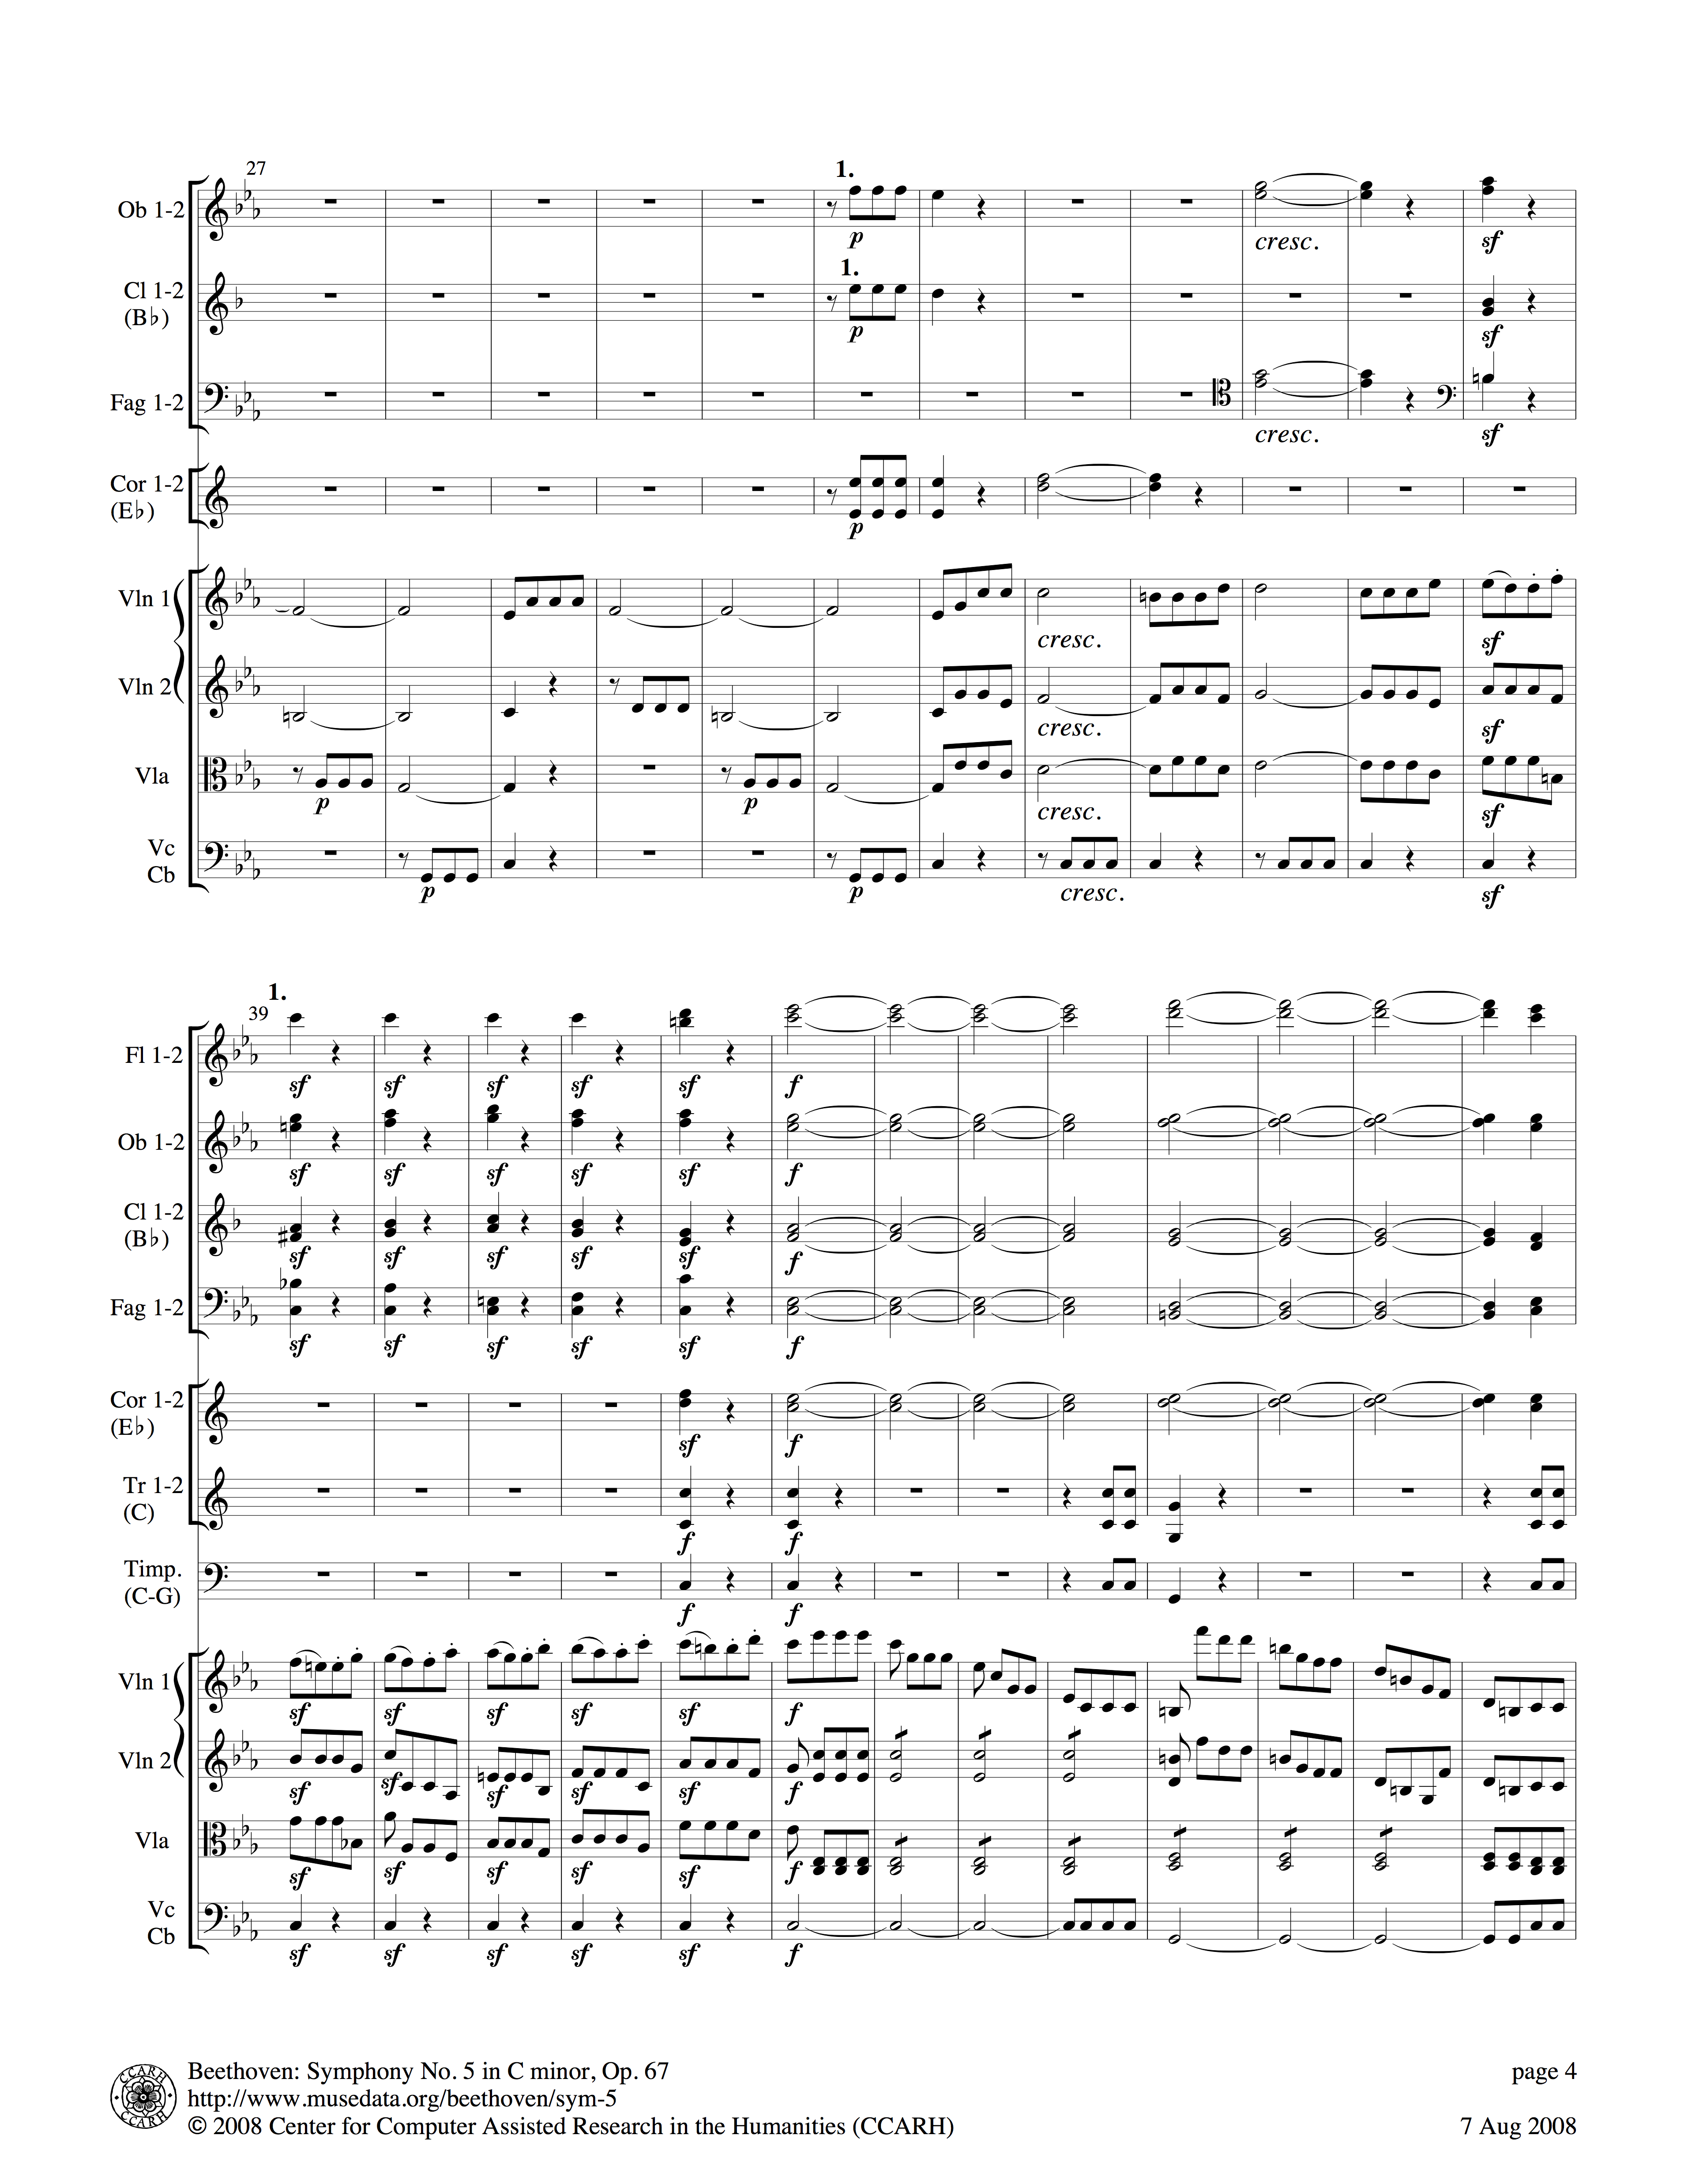 27
1.
Ob 1-2
p
cresc.
sf
1.
Cl 1-2
(B♭)
p
sf
Fag 1-2
cresc.
sf
Cor 1-2
(E♭)
p
Vln 1
cresc.
sf
Vln 2
cresc.
sf
Vla
p
p
cresc.
sf
Vc
Cb
p
p
cresc.
sf
1.
39
Fl 1-2
sf sf sf sf sf f
Ob 1-2
sf sf sf sf sf f
Cl 1-2
(B♭)
sf sf sf sf sf f
Fag 1-2
sf sf sf sf sf f
Cor 1-2
(E♭)
sf f
Tr 1-2
(C)
f f
Timp.
(C-G)
f f
Vln 1
sf sf sf sf sf f
Vln 2
sf sf sf sf sf f
Vla
sf sf sf sf sf f
Vc
Cb
sf sf sf sf sf f
CCARH
CCARH
Beethoven: Symphony No. 5 in C minor, Op. 67
page 4
http://www.musedata.org/beethoven/sym-5
© 2008 Center for Computer Assisted Research in the Humanities (CCARH)
7 Aug 2008